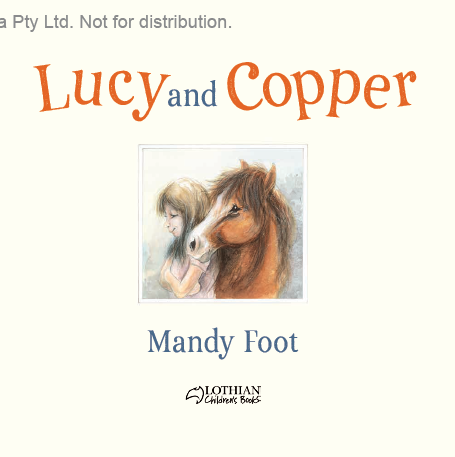 a Pty Ltd. Not for distribution.
Lucy and Copper
Mandy Foot
LOTHIAN
Children's Books